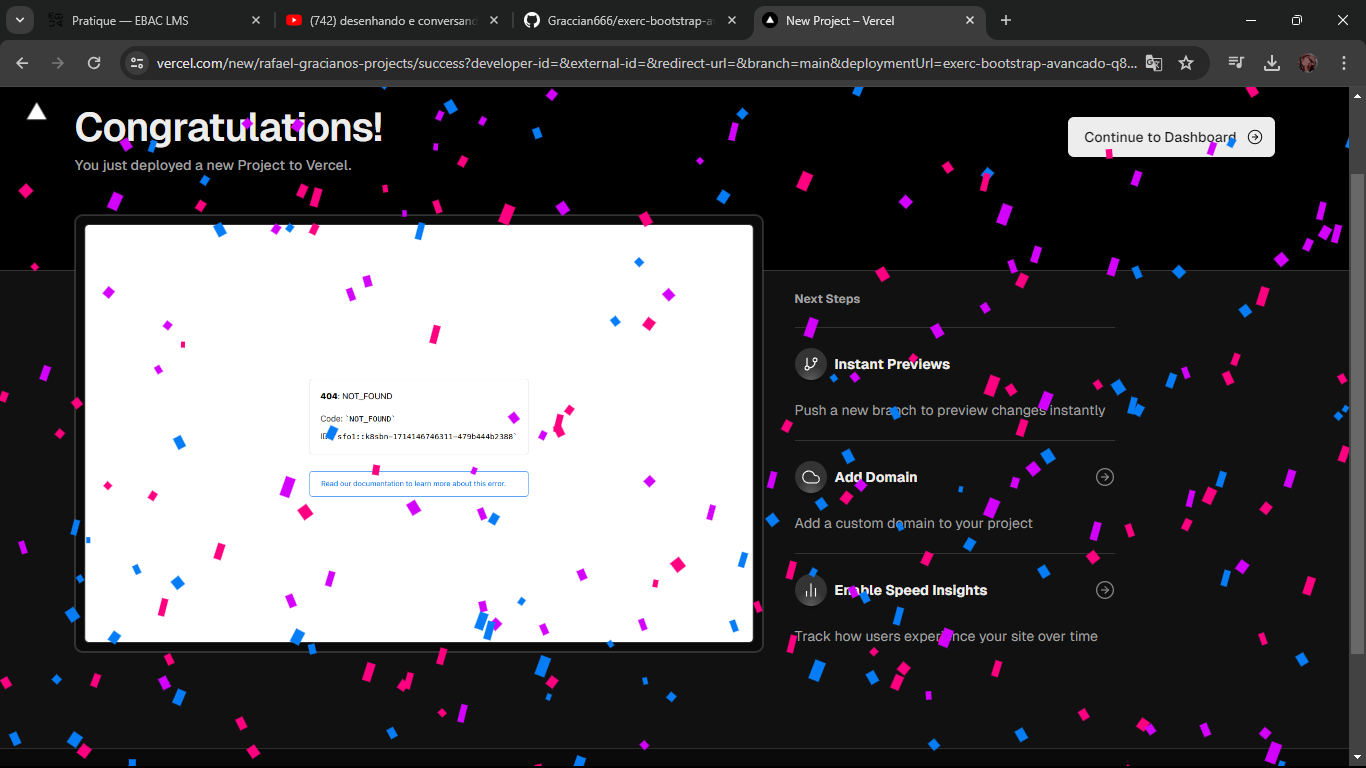 Pratique — EBAC LMS
(742) desenhando e conversan
Graccian666/exerc-bootstrap-a
New Project – Vercel
vercel.com/new/rafael-gracianos-projects/success?developer-id=&external-id=&redirect-url=&branch=main&deploymentUrl=exerc-bootstrap-avancado-q8...
Congratulations!
You just deployed a new Project to Vercel.
Continue to Dashboard
404: NOT_FOUND
Code: `NOT_FOUND`
ID: `sfo1::k8sbn-1714146746311-479b444b2388`
Read our documentation to learn more about this error.
Next Steps
Instant Previews
Push a new branch to preview changes instantly
Add Domain
Add a custom domain to your project
Enable Speed Insights
Track how users experience your site over time